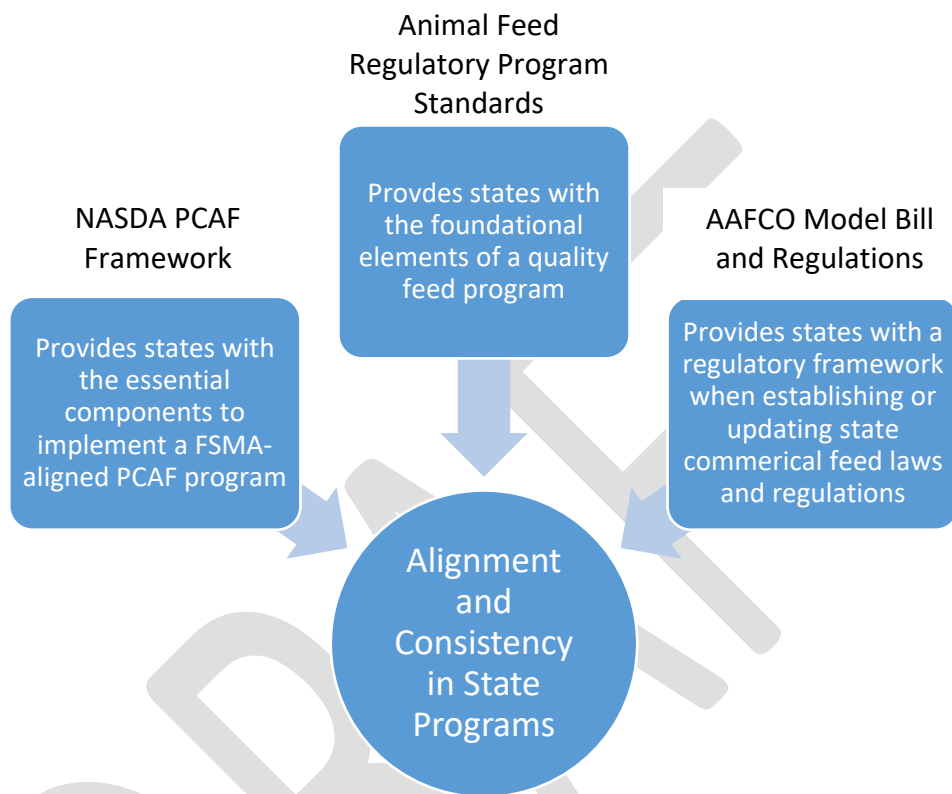 Animal Feed
Regulatory Program
Standards
Provdes states with
the foundational
elements of a quality
feed program
NASDA PCAF
Framework
Provides states with
the essential
components to
implement a FSMA-
aligned PCAF program
AAFCO Model Bill
and Regulations
Provides states with a
regulatory framework
when establishing or
updating state
commerical feed laws
and regulations
Alignment
and
Consistency
in State
Programs